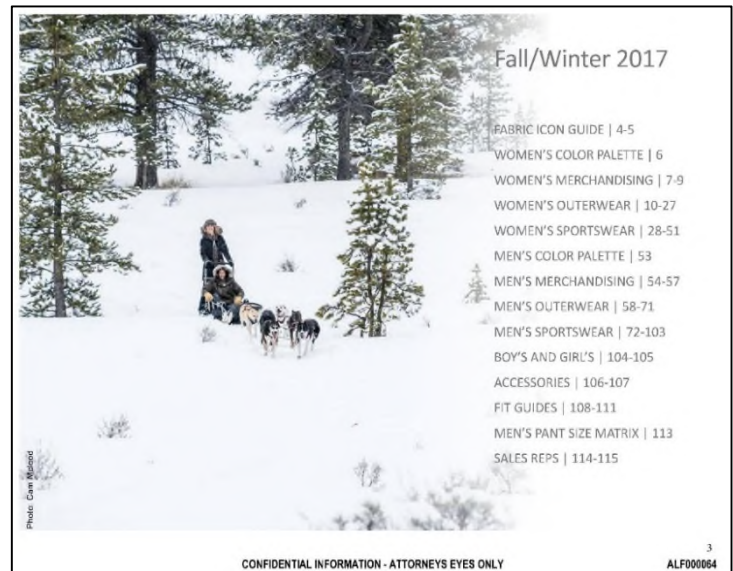 Fall/Winter 2017
FABRIC ICON GUIDE | 4-5
WOMEN'S COLOR PALETTE | 6
WOMEN'S MERCHANDISING | 7-9
WOMEN'S OUTERWEAR | 10-27
WOMEN'S SPORTSWEAR | 28-51
MEN'S COLOR PALETTE | 53
MEN'S MERCHANDISING | 54-57
MEN'S OUTERWEAR | 58-71
MEN'S SPORTSWEAR | 72-103
BOY'S AND GIRL'S | 104-105
ACCESSORIES | 106-107
FIT GUIDES | 108-111
MEN'S PANT SIZE MATRIX | 113
SALES REPS | 114-115
Photo: Cam
3
CONFIDENTIAL INFORMATION - ATTORNEYS EYES ONLY
ALF000064